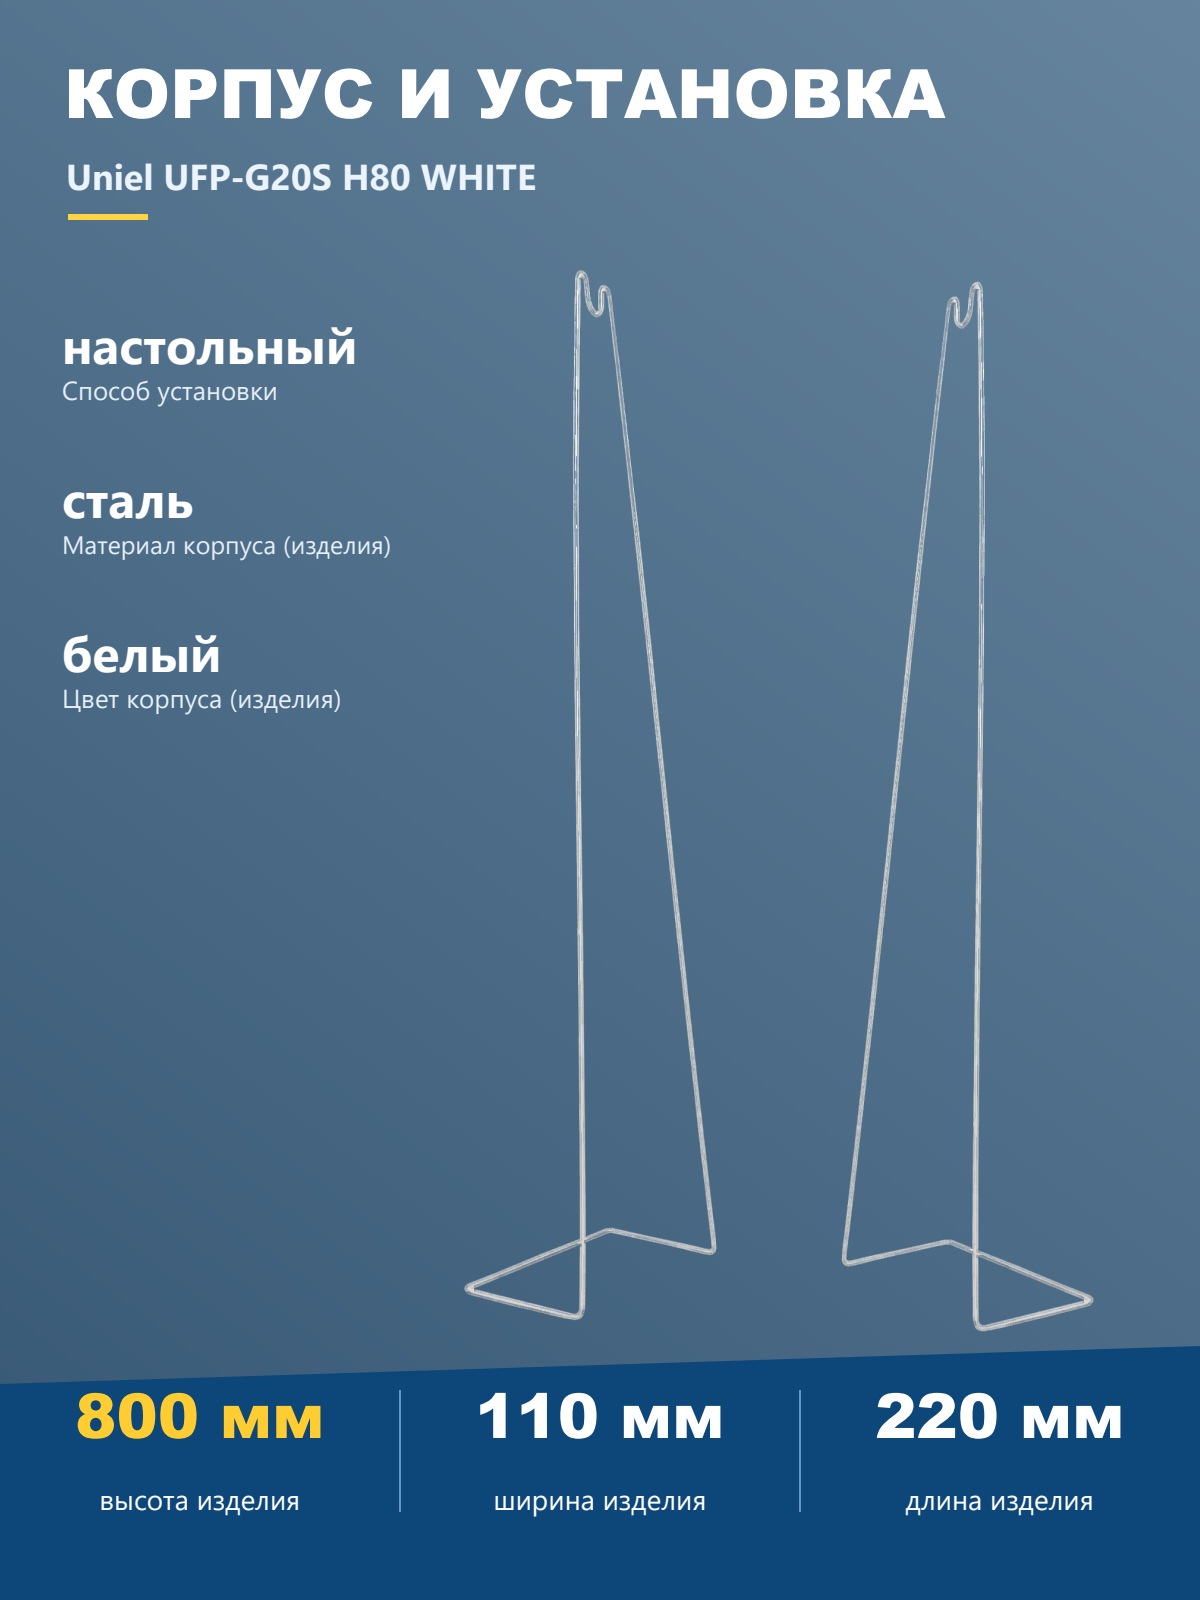 КОРПУС И УСТАНОВКА
Uniel UFP-G20S H80 WHITE
настольный
Способ установки
сталь
Материал корпуса (изделия)
белый
Цвет корпуса (изделия)
800 мм
высота изделия
110 мм
ширина изделия
220 мм
длина изделия